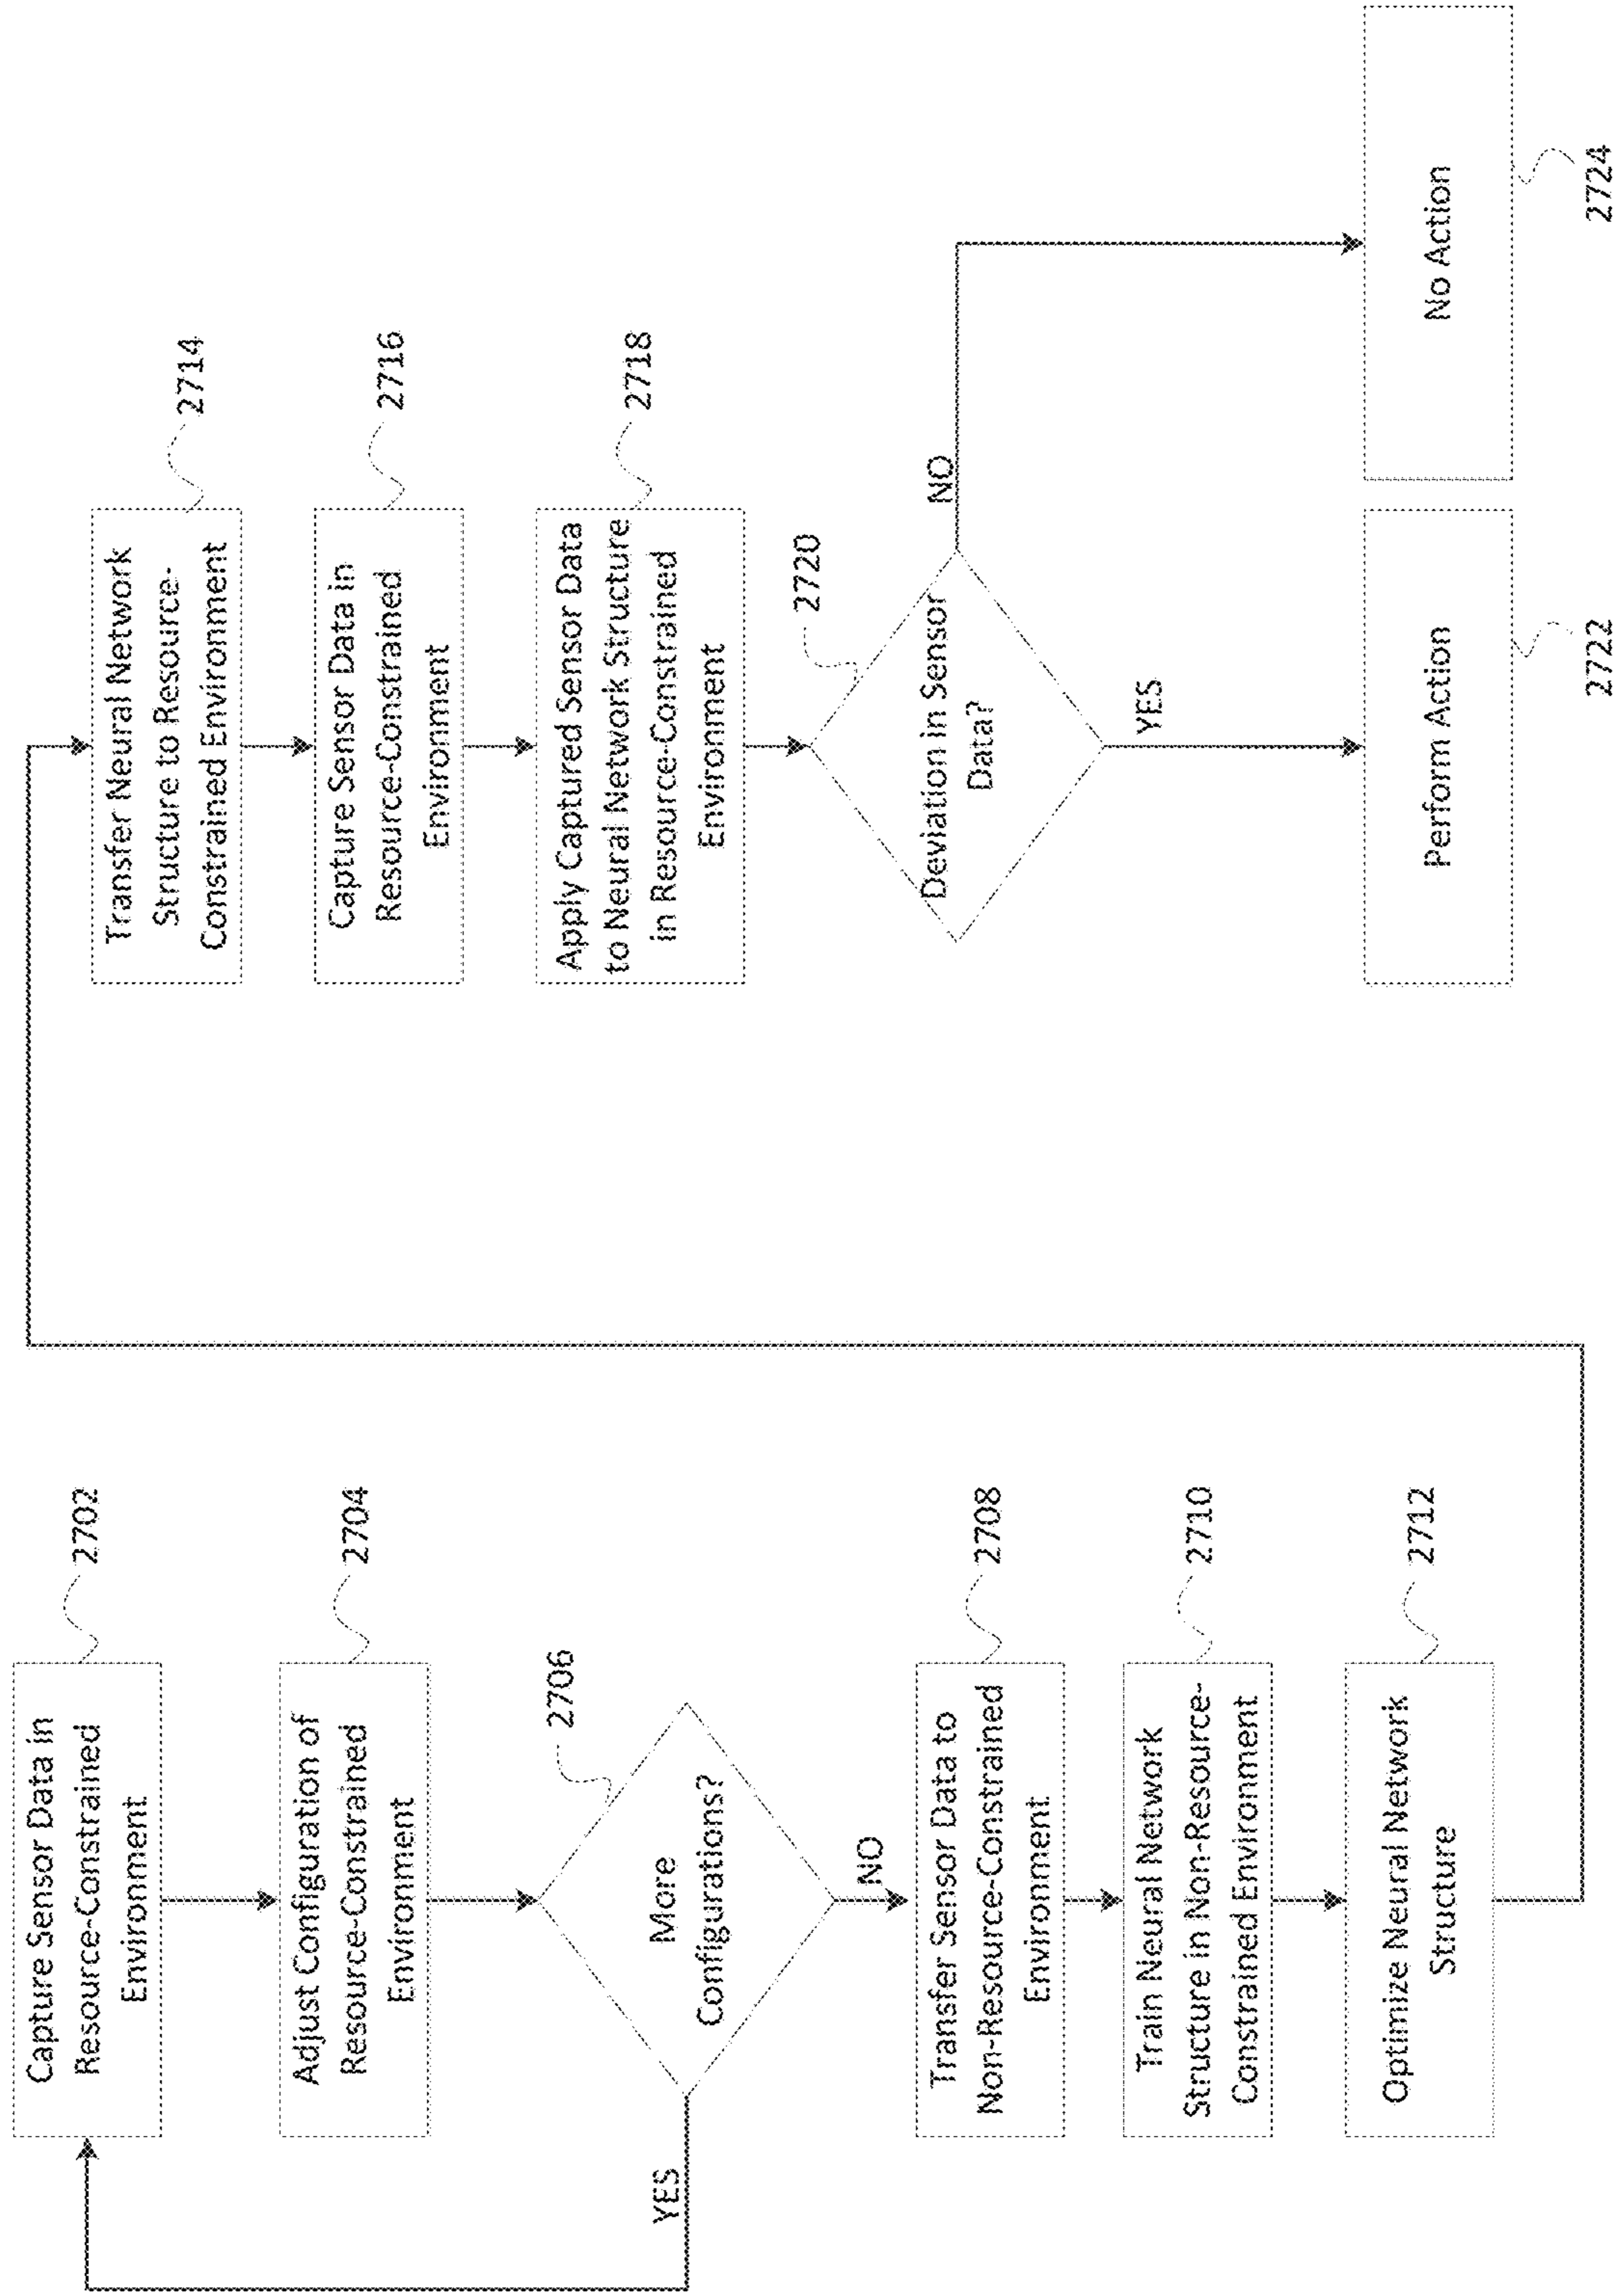 Capture Sensor Data in
Resource-Constrained
Environment
2702
Adjust Configuration of
Resource-Constrained
Environment
2704
More
Configurations?
2706
YES
NO
Transfer Sensor Data to
Non-Resource-Constrained
Environment
2708
Train Neural Network
Structure in Non-Resource-
Constrained Environment
2710
Optimize Neural Network
Structure
2712
Transfer Neural Network
Structure to Resource-
Constrained Environment
2714
Capture Sensor Data in
Resource-Constrained
Environment
2716
Apply Captured Sensor Data
to Neural Network Structure
in Resource-Constrained
Environment
2718
Deviation in Sensor
Data?
2720
NO
YES
Perform Action
2722
No Action
2724